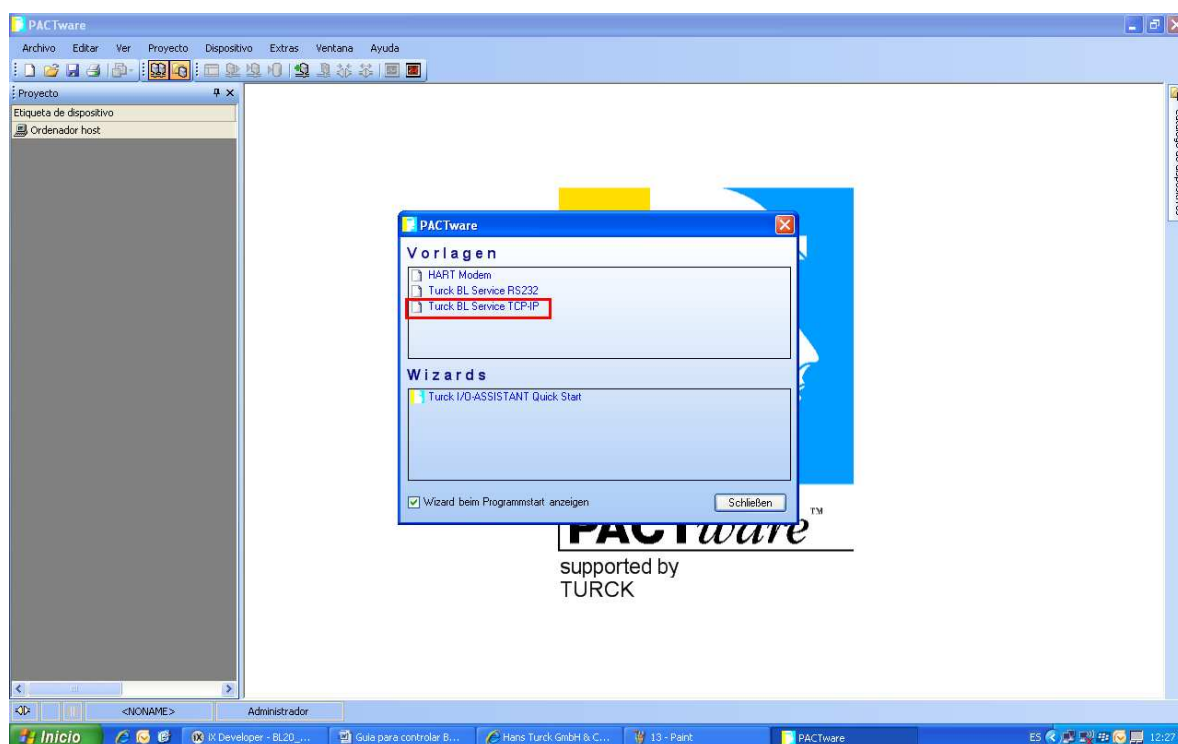 PACTware
Archivo Editar Ver Proyecto Dispositivo Extras Ventana Ayuda
Proyecto
Etiqueta de dispositivo
Ordenador host
PACTware
Vorlagen
HART Modem
Turck BL Service RS232
Turck BL Service TCP-IP
Wizards
Turck I/O-ASSISTANT Quick Start
Wizard beim Programmstart anzeigen
Schließen
PACTware™
supported by
TURCK
<NONAME> Administrador
Inicio
iX Developer - BL20_...
Guia para controlar B...
Hans Turck GmbH & C...
13 - Paint
PACTware
ES
12:27